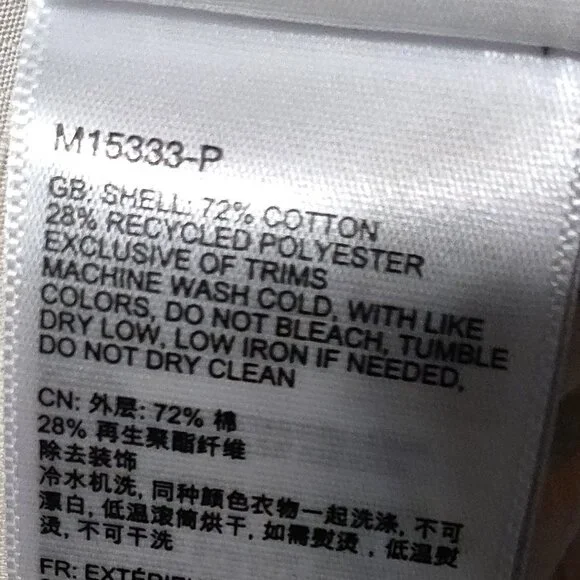 M15333-P
GB: SHELL: 72% COTTON
28% RECYCLED POLYESTER
EXCLUSIVE OF TRIMS
MACHINE WASH COLD, WITH LIKE
COLORS, DO NOT BLEACH, TUMBLE
DRY LOW, LOW IRON IF NEEDED,
DO NOT DRY CLEAN
CN: 外层: 72% 棉
28% 再生聚酯纤维
除去装饰
冷水机洗, 同种颜色衣物一起洗涤, 不可
漂白, 低温滚筒烘干, 如需熨烫, 低温熨
烫, 不可干洗
FR: